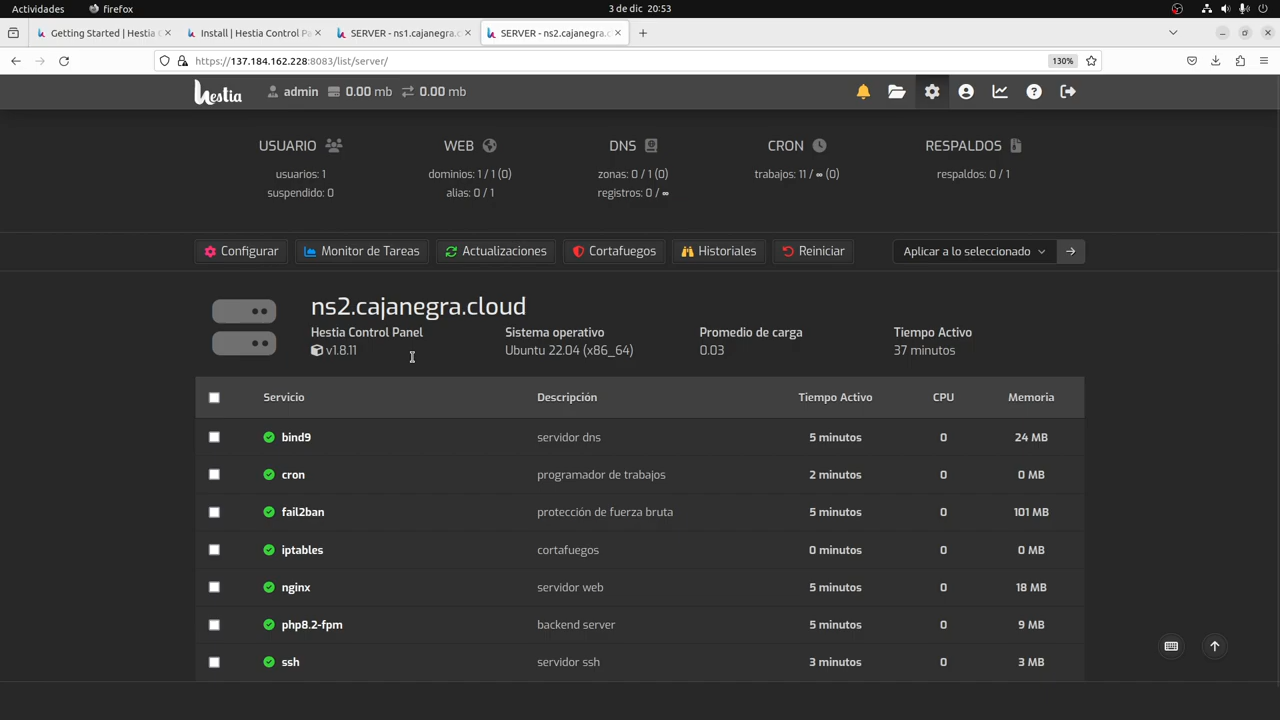 Actividades
firefox
3 de dic 20:53
Getting Started | Hestia C
Install | Hestia Control Pa
SERVER - ns1.cajanegra.c
SERVER - ns2.cajanegra.c
https://137.184.162.228:8083/list/server/
130%
Hestia
admin
0.00 mb
0.00 mb
USUARIO
WEB
DNS
CRON
RESPALDOS
usuarios: 1
dominios: 1 / 1 (0)
zonas: 0 / 1 (0)
trabajos: 11 / ∞ (0)
respaldos: 0 / 1
suspendido: 0
alias: 0 / 1
registros: 0 / ∞
Configurar
Monitor de Tareas
Actualizaciones
Cortafuegos
Historiales
Reiniciar
Aplicar a lo seleccionado
ns2.cajanegra.cloud
Hestia Control Panel
Sistema operativo
Promedio de carga
Tiempo Activo
v1.8.11
Ubuntu 22.04 (x86_64)
0.03
37 minutos
Servicio Descripción Tiempo Activo CPU Memoria
bind9 servidor dns 5 minutos 0 24 MB
cron programador de trabajos 2 minutos 0 0 MB
fail2ban protección de fuerza bruta 5 minutos 0 101 MB
iptables cortafuegos 0 minutos 0 0 MB
nginx servidor web 5 minutos 0 18 MB
php8.2-fpm backend server 5 minutos 0 9 MB
ssh servidor ssh 3 minutos 0 3 MB